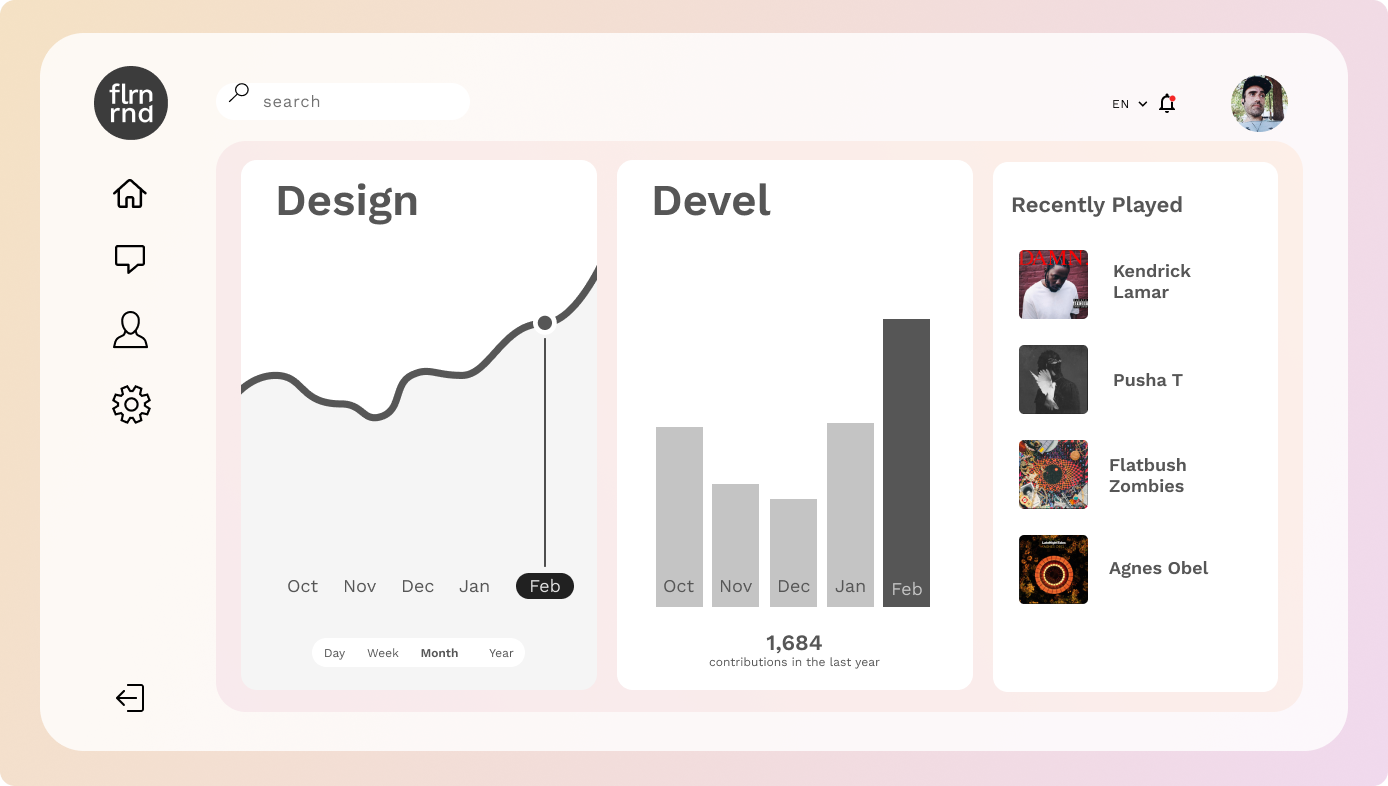 flrn
rnd
search
EN
Design
Oct Nov Dec Jan Feb
Day Week Month Year
Devel
Oct Nov Dec Jan Feb
1,684
contributions in the last year
Recently Played
DAMN.
Kendrick
Lamar
Pusha T
Flatbush
Zombies
Agnes Obel